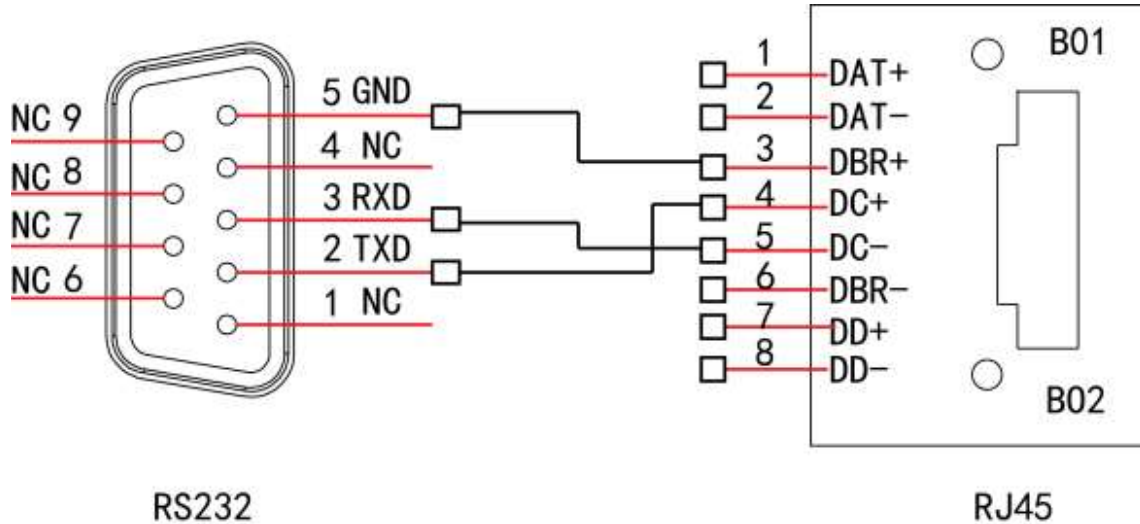 NC 9
NC 8
NC 7
NC 6
5 GND
4 NC
3 RXD
2 TXD
1 NC
1 DAT+
2 DAT-
3 DBR+
4 DC+
5 DC-
6 DBR-
7 DD+
8 DD-
B01
B02
RS232
RJ45